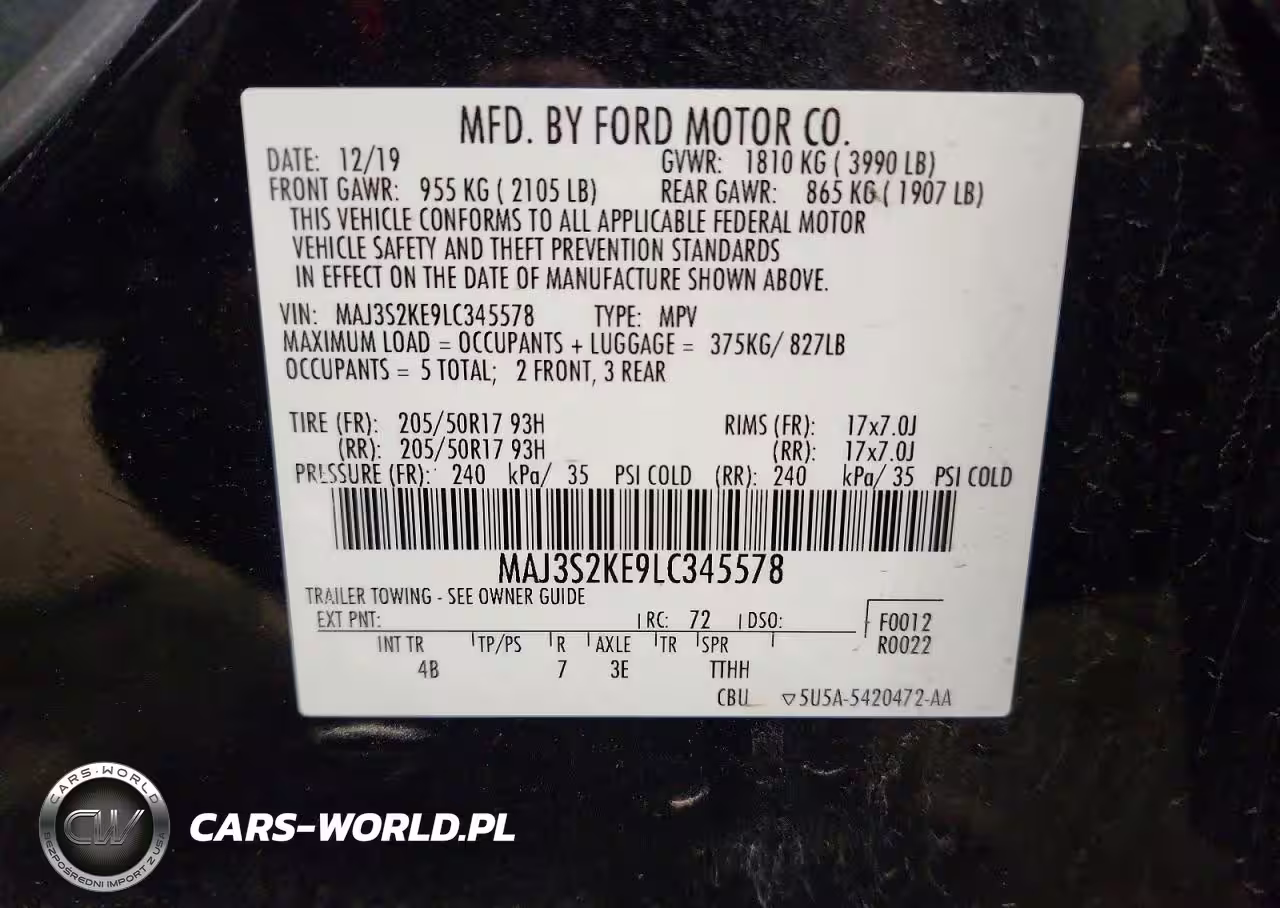 MFD. BY FORD MOTOR CO.
DATE: 12/19 GVWR: 1810 KG ( 3990 LB)
FRONT GAWR: 955 KG ( 2105 LB) REAR GAWR: 865 KG ( 1907 LB)
THIS VEHICLE CONFORMS TO ALL APPLICABLE FEDERAL MOTOR
VEHICLE SAFETY AND THEFT PREVENTION STANDARDS
IN EFFECT ON THE DATE OF MANUFACTURE SHOWN ABOVE.
VIN: MAJ3S2KE9LC345578 TYPE: MPV
MAXIMUM LOAD = OCCUPANTS + LUGGAGE = 375KG/ 827LB
OCCUPANTS = 5 TOTAL; 2 FRONT, 3 REAR
TIRE (FR): 205/50R17 93H RIMS (FR): 17x7.0J
(RR): 205/50R17 93H (RR): 17x7.0J
PRESSURE (FR): 240 kPa/ 35 PSI COLD (RR): 240 kPa/ 35 PSI COLD
MAJ3S2KE9LC345578
TRAILER TOWING - SEE OWNER GUIDE
EXT PNT: RC: 72 DSO: F0012
INT TR TP/PS R AXLE TR SPR R0022
4B 7 3E TTHH
CBU ▽5U5A-5420472-AA
CARS-WORLD
CW
BEZPOŚREDNI IMPORT Z USA
CARS-WORLD.PL